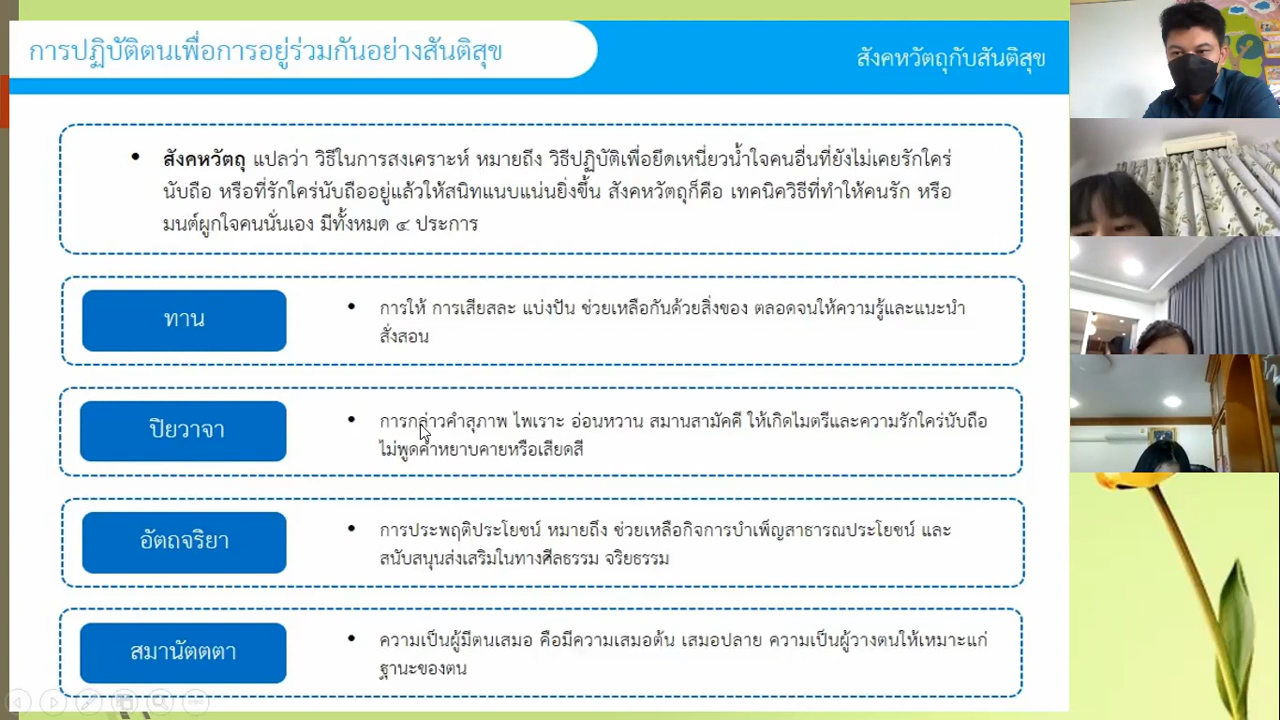 การปฏิบัติตนเพื่อการอยู่ร่วมกันอย่างสันติสุข
สังคหวัตถุกับสันติสุข
• สังคหวัตถุ แปลว่า วิธีในการสงเคราะห์ หมายถึง วิธีปฏิบัติเพื่อยึดเหนี่ยวน้ำใจคนอื่นที่ยังไม่เคยรักใคร่
นับถือ หรือที่รักใคร่นับถืออยู่แล้วให้สนิทแนบแน่นยิ่งขึ้น สังคหวัตถุก็คือ เทคนิควิธีที่ทำให้คนรัก หรือ
มนต์ผูกใจคนนั่นเอง มีทั้งหมด ๔ ประการ
ทาน
• การให้ การเสียสละ แบ่งปัน ช่วยเหลือกันด้วยสิ่งของ ตลอดจนให้ความรู้และแนะนำ
สั่งสอน
ปิยวาจา
• การกล่าวคำสุภาพ ไพเราะ อ่อนหวาน สมานสามัคคี ให้เกิดไมตรีและความรักใคร่นับถือ
ไม่พูดคำหยาบคายหรือเสียดสี
อัตถจริยา
• การประพฤติประโยชน์ หมายถึง ช่วยเหลือกิจการบำเพ็ญสาธารณประโยชน์ และ
สนับสนุนส่งเสริมในทางศีลธรรม จริยธรรม
สมานัตตตา
• ความเป็นผู้มีตนเสมอ คือมีความเสมอต้น เสมอปลาย ความเป็นผู้วางตนให้เหมาะแก่
ฐานะของตน